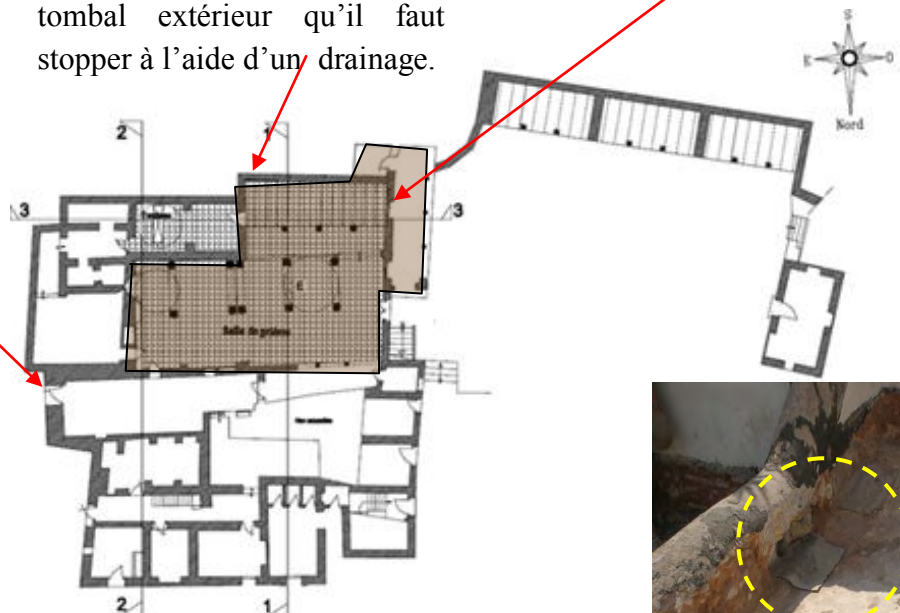 tombal extérieur qu'il faut
stopper à l'aide d'un drainage.
S
E
O
Nord
2
1
3
3
Salle de prière
2
1